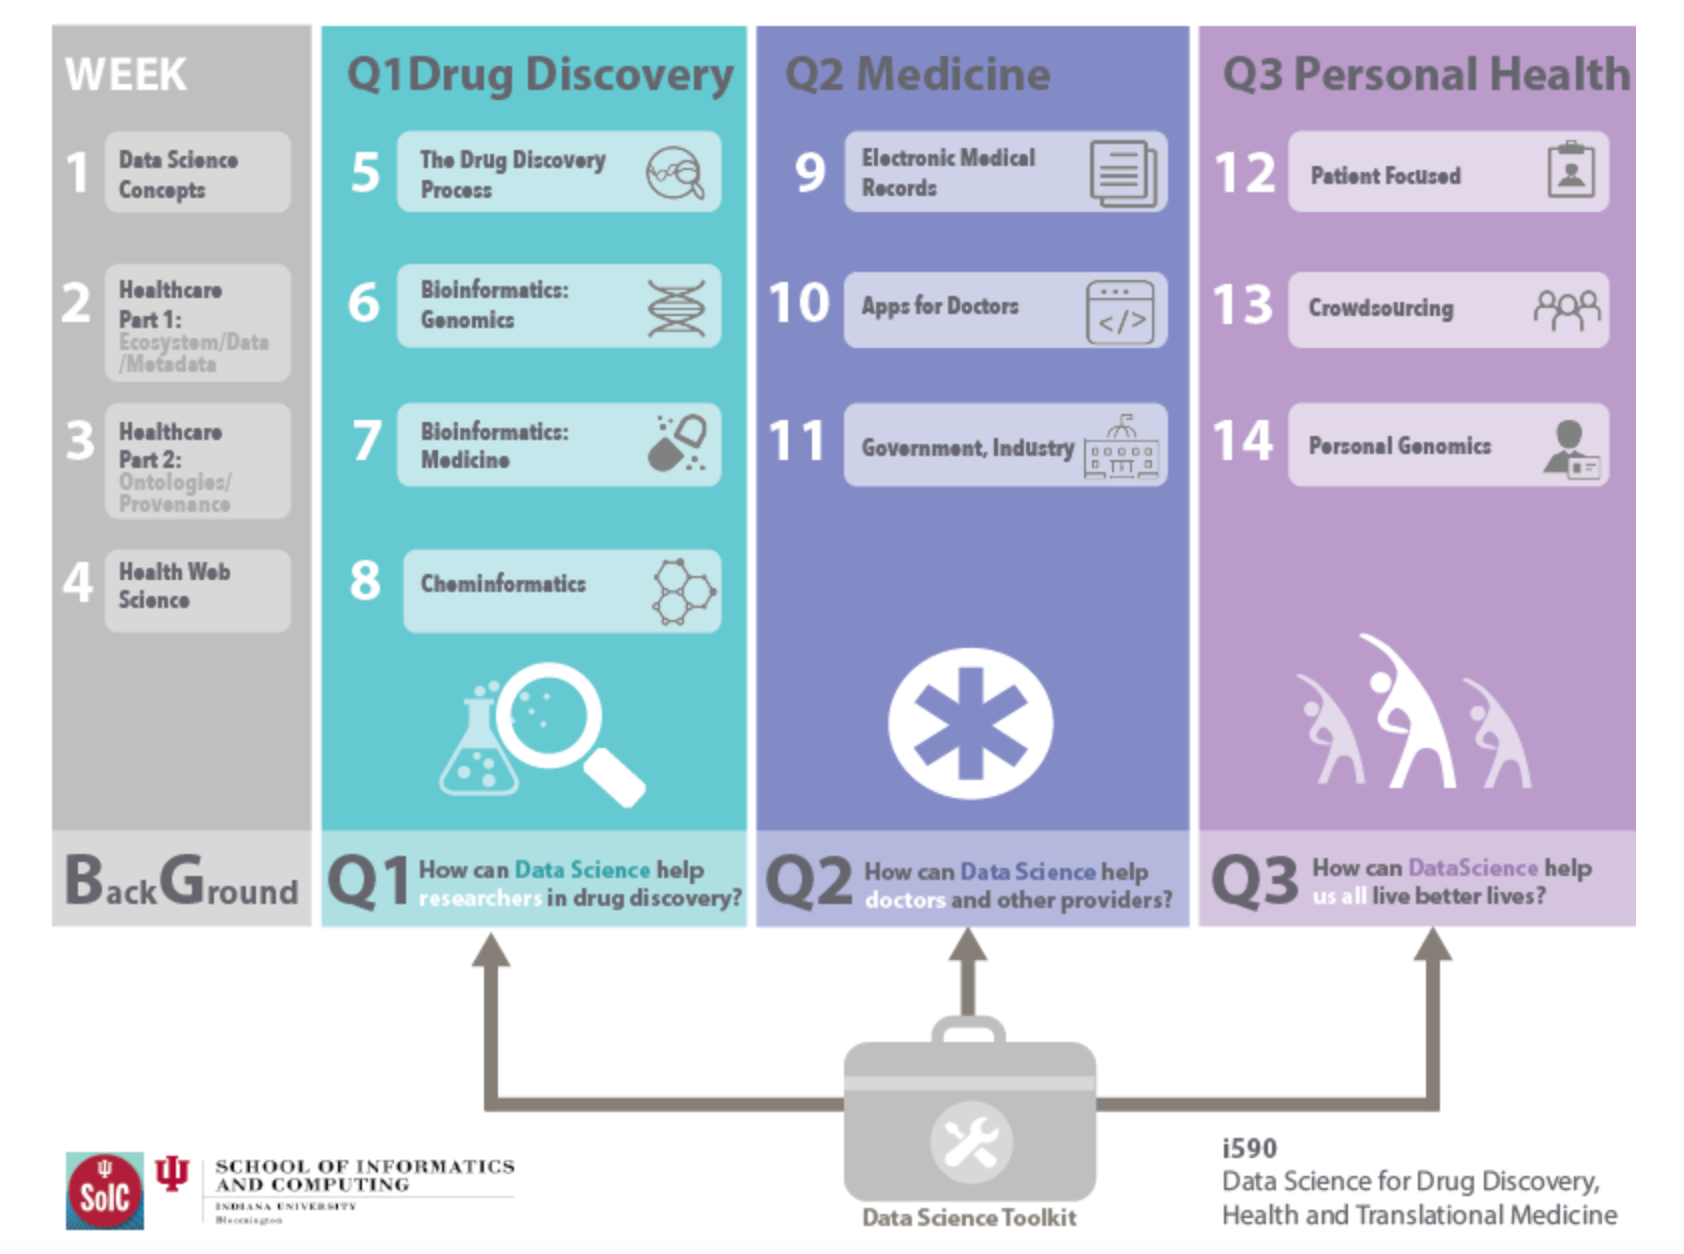 WEEK
1
Data Science
Concepts
2
Healthcare
Part 1:
Ecosystem/Data
/Metadata
3
Healthcare
Part 2:
Ontologies/
Provenance
4
Health Web
Science
BackGround
Q1Drug Discovery
5
The Drug Discovery
Process
6
Bioinformatics:
Genomics
7
Bioinformatics:
Medicine
8
Cheminformatics
Q1
How can Data Science help
researchers in drug discovery?
Q2 Medicine
9
Electronic Medical
Records
10
Apps for Doctors
</>
11
Government, Industry
Q2
How can Data Science help
doctors and other providers?
Q3 Personal Health
12
Patient Focused
13
Crowdsourcing
14
Personal Genomics
Q3
How can DataScience help
us all live better lives?
Data Science Toolkit
SoIC
SCHOOL OF INFORMATICS
AND COMPUTING
INDIANA UNIVERSITY
Bloomington
i590
Data Science for Drug Discovery,
Health and Translational Medicine